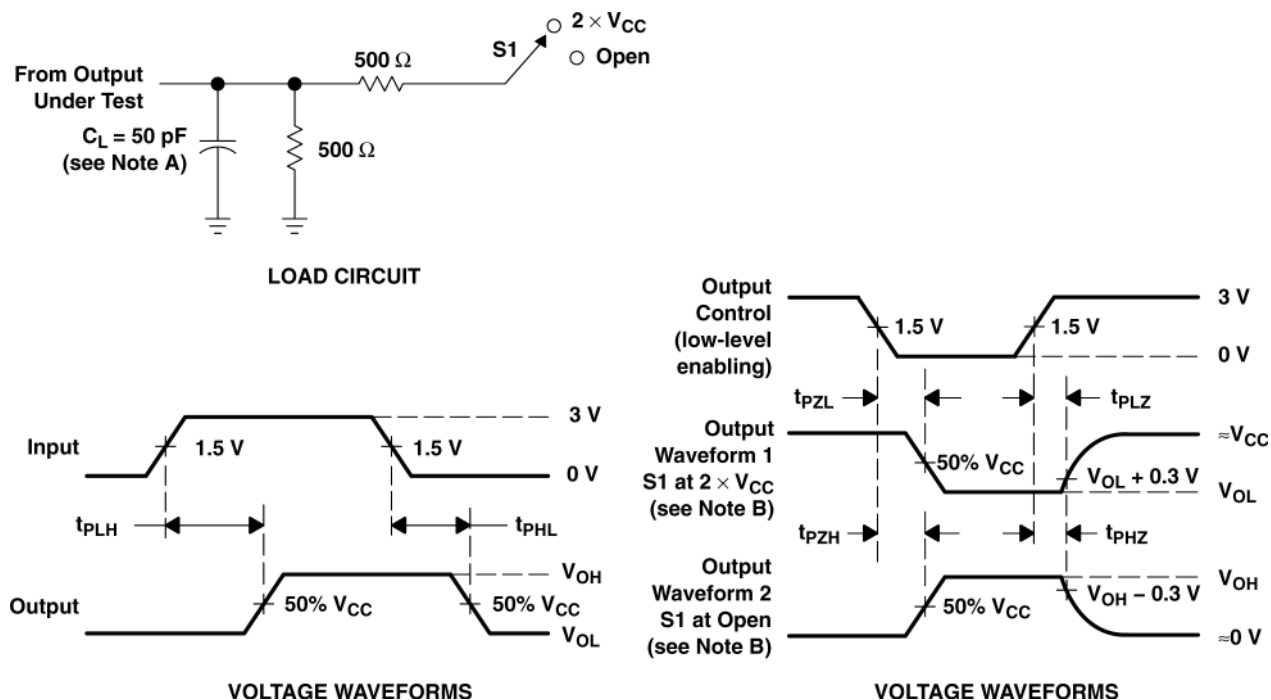 2 × VCC
S1
Open
500 Ω
From Output
Under Test
CL = 50 pF
(see Note A)
500 Ω
LOAD CIRCUIT
Input
1.5 V
1.5 V
3 V
0 V
tPLH
tPHL
Output
50% VCC
50% VCC
VOH
VOL
VOLTAGE WAVEFORMS
Output
Control
(low-level
enabling)
1.5 V
1.5 V
3 V
0 V
tPZL
tPLZ
Output
Waveform 1
S1 at 2 × VCC
(see Note B)
50% VCC
VOL + 0.3 V
≈VCC
VOL
tPZH
tPHZ
Output
Waveform 2
S1 at Open
(see Note B)
50% VCC
VOH − 0.3 V
VOH
≈0 V
VOLTAGE WAVEFORMS